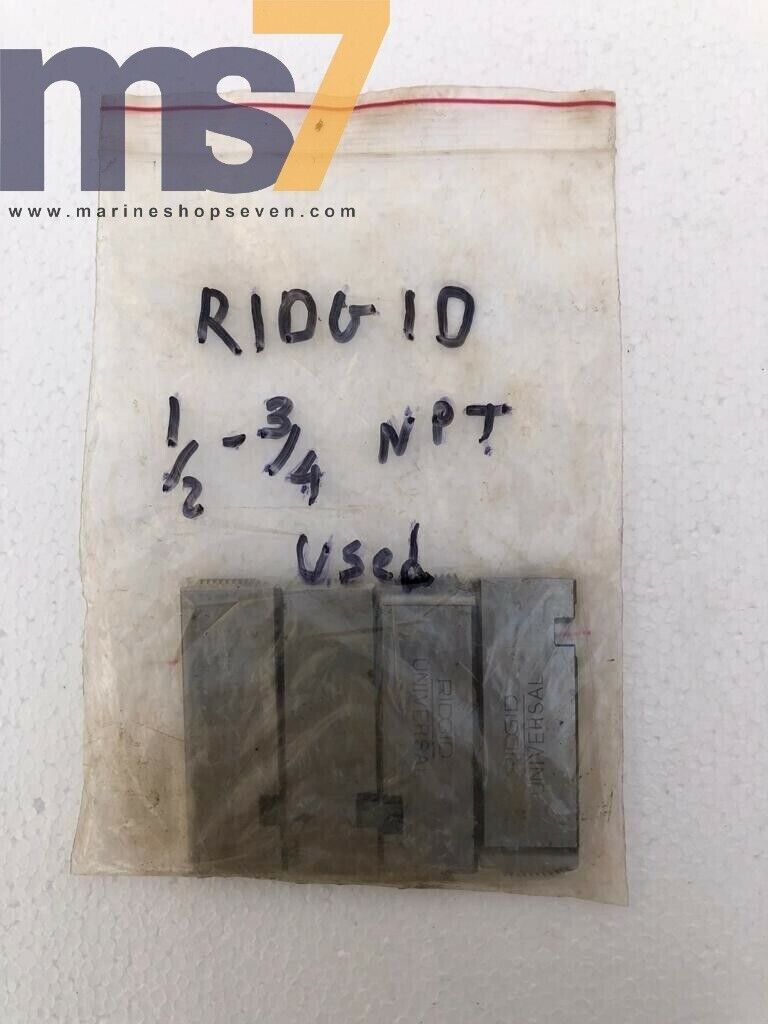 ms7
www.marineshopseven.com
RIDGID
1/2 - 3/4 NPT
Used
RIDGID
UNIVERSAL
RIDGID
UNIVERSAL